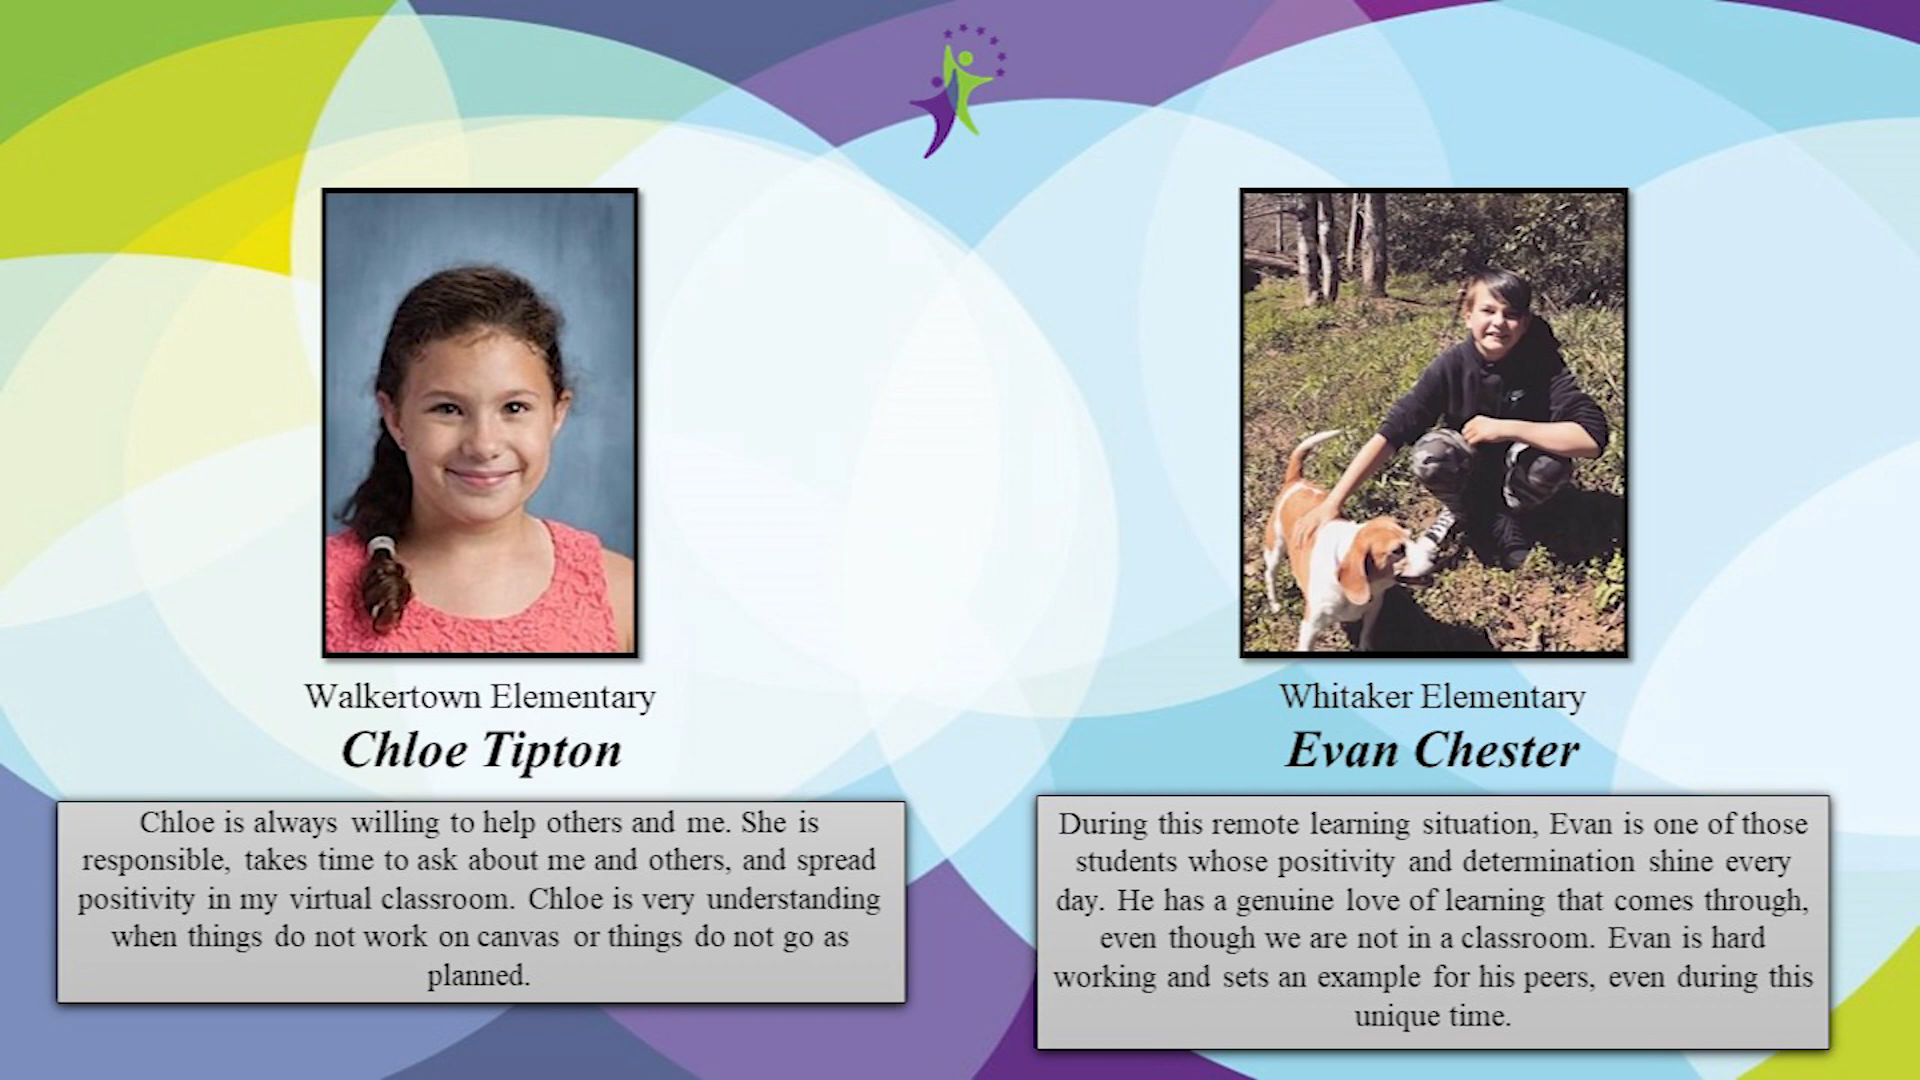 Walkertown Elementary
Chloe Tipton
Chloe is always willing to help others and me. She is
responsible, takes time to ask about me and others, and spread
positivity in my virtual classroom. Chloe is very understanding
when things do not work on canvas or things do not go as
planned.
Whitaker Elementary
Evan Chester
During this remote learning situation, Evan is one of those
students whose positivity and determination shine every
day. He has a genuine love of learning that comes through,
even though we are not in a classroom. Evan is hard
working and sets an example for his peers, even during this
unique time.